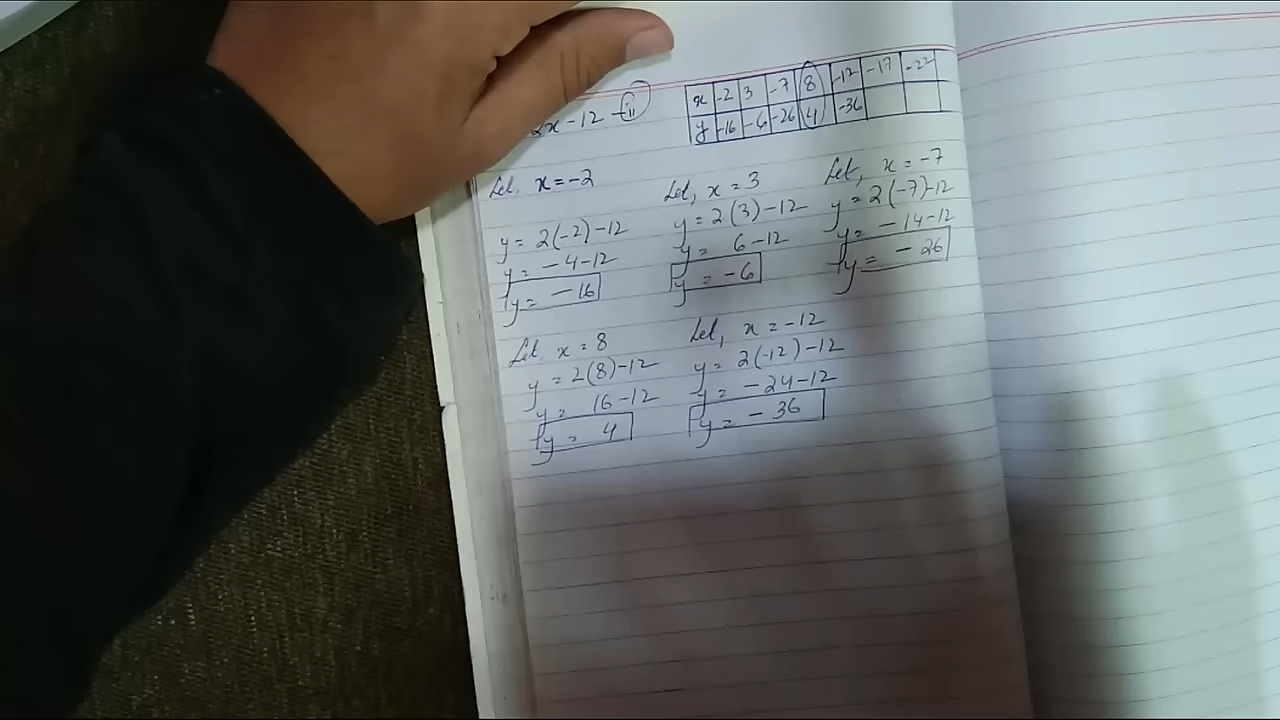 2x-12 -(ii)
x -2 3 -7 8 -12 -17 -22
y -16 -6 -26 4 -36
Let, x=-2
y= 2(-2)-12
y= -4-12
y= -16
Let, x = 3
y= 2(3)-12
y= 6-12
y = -6
Let, x = -7
y= 2(-7)-12
y= -14-12
y= -26
Let, x = 8
y = 2(8)-12
y= 16-12
y= 4
Let, x = -12
y= 2(-12)-12
y= -24-12
y= -36